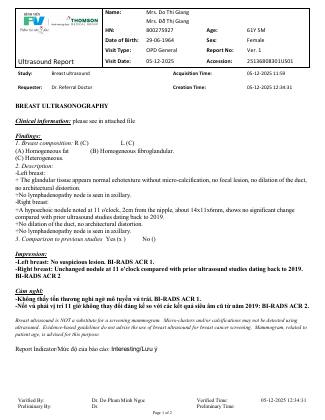 BỆNH VIỆN
FV
THOMSON
MEDICAL GROUP
Ultrasound Report
Name: Mrs. Do Thi Giang
Mrs. Đỗ Thị Giang
HN: 800275927 Age: 61Y 5M
Date of Birth: 29-06-1964 Sex: Female
Visit Type: OPD General Report No: Ver. 1
Visit Date: 05-12-2025 Accession: 25136808301US01
Study: Breast ultrasound Acquisition Time: 05-12-2025 11:59
Requester: Dr. Referral Doctor Creation Time: 05-12-2025 12:34:31
BREAST ULTRASONOGRAPHY
Clinical information: please see in attached file
Findings:
1. Breast composition: R (C) L (C)
(A) Homogeneous fat (B) Homogenous fibroglandular.
(C) Heterogeneous.
2. Description:
-Left breast:
+ The glandular tissue appears normal echotexture without micro-calcification, no focal lesion, no dilation of the duct,
no architectural distortion.
+No lymphadenopathy node is seen in axillary.
-Right breast:
+A hypoechoic nodule noted at 11 o'clock, 2cm from the nipple, about 14x11x6mm, shows no significant change
compared with prior ultrasound studies dating back to 2019.
+No dilation of the duct, no architectural distortion.
+No lymphadenopathy node is seen in axillary.
3. Comparison to previous studies Yes (x) No ()
Impression:
-Left breast: No suspicious lesion. BI-RADS ACR 1.
-Right breast: Unchanged nodule at 11 o'clock compared with prior ultrasound studies dating back to 2019.
BI-RADS ACR 2
Cảm nghĩ:
-Không thấy tổn thương nghi ngờ mô tuyến vú trái. BI-RADS ACR 1.
-Nốt vú phải vị trí 11 giờ không thay đổi đáng kể so với các kết quả siêu âm cũ từ năm 2019: BI-RADS ACR 2.
Breast ultrasound is NOT a substitute for a screening mammogram. Micro-clusters and/or calcifications may not be detected using
ultrasound. Evidence-based guidelines do not advise the use of breast ultrasound for breast cancer screening. Mammogram, related to
patient age, is advised for this purpose
Report Indicator/Mức độ của báo cáo: Interesting/Lưu ý
Verified By: Dr. Do Pham Minh Ngoc Verified Time: 05-12-2025 12:34:31
Preliminary By: Dr. Preliminary Time:
Page 1 of 2